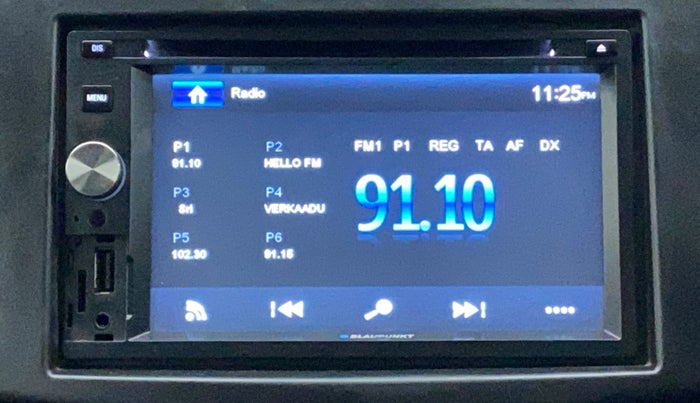 DIS
Radio 11:25PM
MENU
P1 P2 FM1 P1 REG TA AF DX
91.10 HELLO FM
91.10
P3 P4
Sri VERKAADU
P5 P6
102.30 91.15
BLAUPUNKT